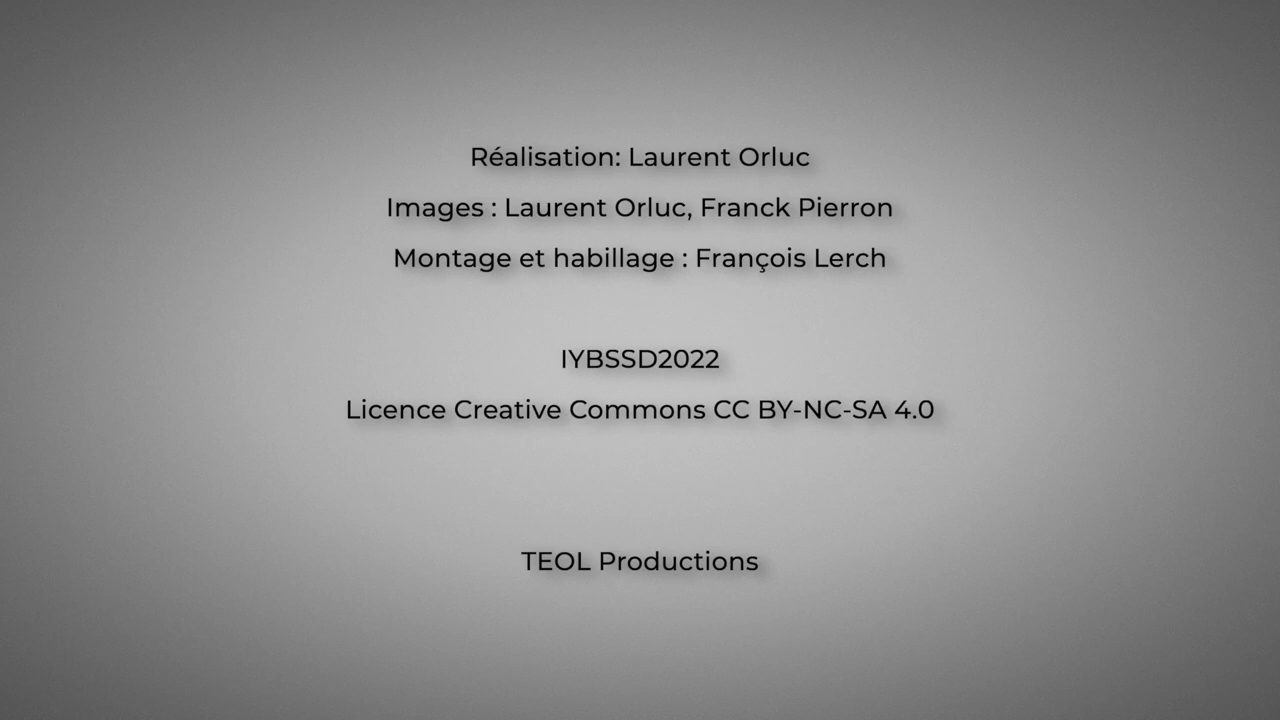 Réalisation: Laurent Orluc
Images : Laurent Orluc, Franck Pierron
Montage et habillage : François Lerch
IYBSSD2022
Licence Creative Commons CC BY-NC-SA 4.0
TEOL Productions